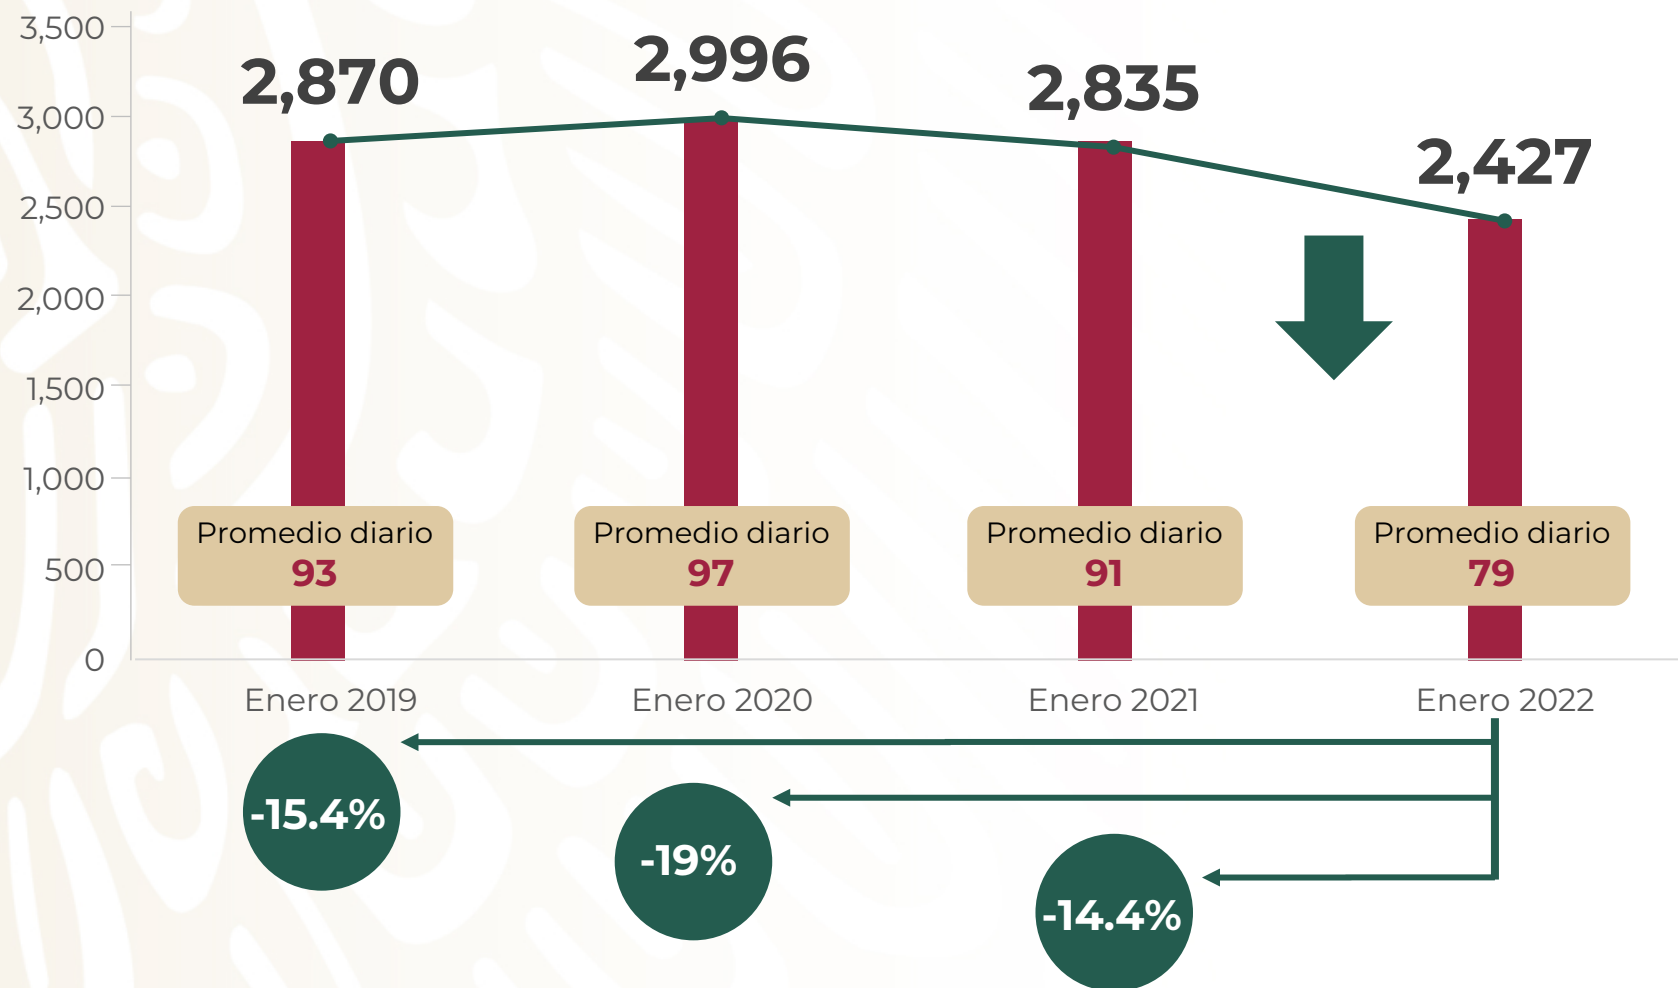 3,500
3,000
2,500
2,000
1,500
1,000
500
0
2,870
2,996
2,835
2,427
Promedio diario
93
Promedio diario
97
Promedio diario
91
Promedio diario
79
Enero 2019
Enero 2020
Enero 2021
Enero 2022
-15.4%
-19%
-14.4%